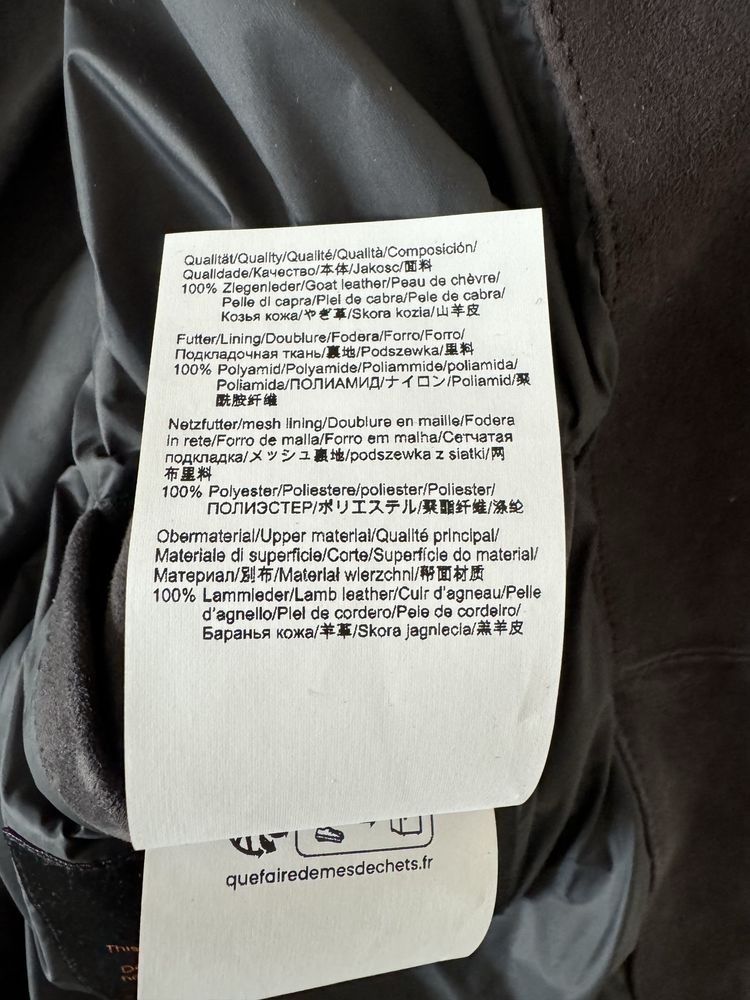 Qualität/Quality/Qualité/Qualità/Composición/
Qualidade/Качество/本体/Jakosc/面料
100% Ziegenleder/Goat leather/Peau de chèvre/
Pelle di capra/Piel de cabra/Pele de cabra/
Козья кожа/やぎ革/Skora kozia/山羊皮
Futter/Lining/Doublure/Fodera/Forro/Forro/
Подкладочная ткань/裏地/Podszewka/里料
100% Polyamid/Polyamide/Poliammide/poliamida/
Poliamida/ПОЛИАМИД/ナイロン/Poliamid/聚
酰胺纤维
Netzfutter/mesh lining/Doublure en maille/Fodera
in rete/Forro de malla/Forro em malha/Сетчатая
подкладка/メッシュ裏地/podszewka z siatki/网
布里料
100% Polyester/Poliestere/poliester/Poliester/
ПОЛИЭСТЕР/ポリエステル/聚酯纤维/涤纶
Obermaterial/Upper material/Qualité principal/
Materiale di superficie/Corte/Superfície do material/
Материал/別布/Materiał wierzchni/帮面材质
100% Lammleder/Lamb leather/Cuir d'agneau/Pelle
d'agnello/Piel de cordero/Pele de cordeiro/
Баранья кожа/羊革/Skora jagniecia/羔羊皮
quefairedemesdechets.fr
This